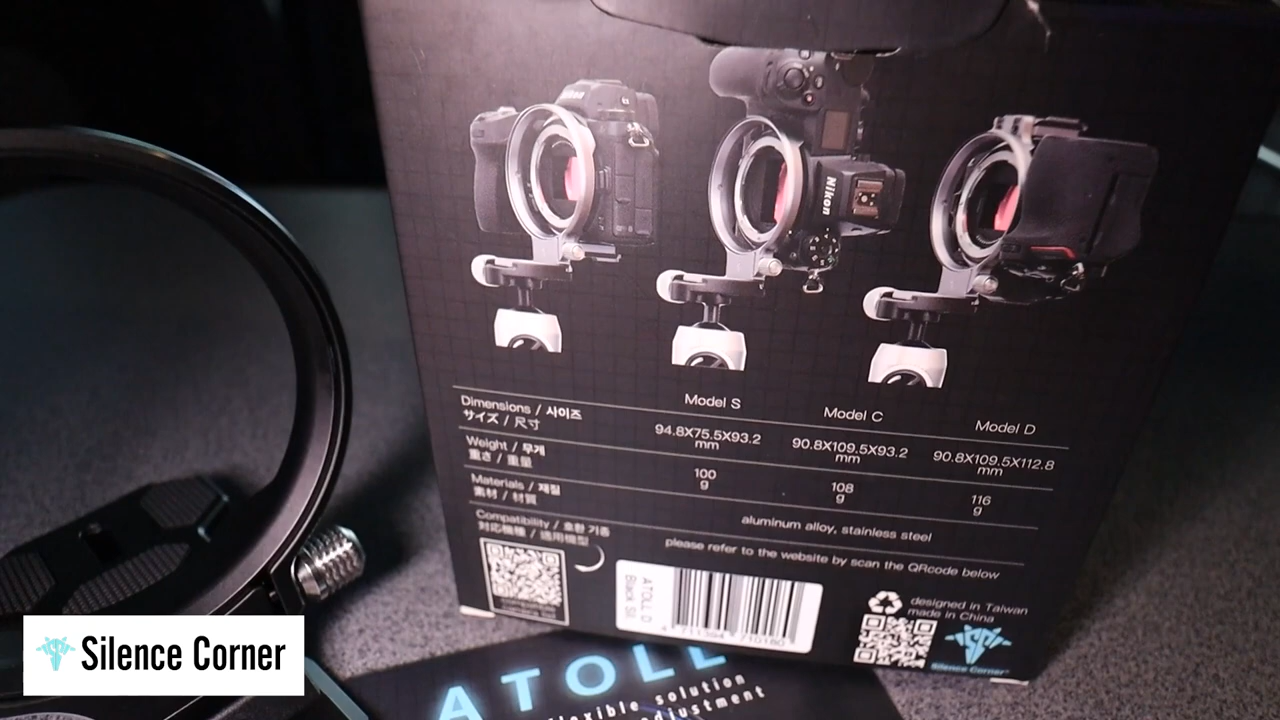 Nikon
Model S
Model C
Model D
Dimensions / 사이즈
サイズ / 尺寸
94.8X75.5X93.2
mm
90.8X109.5X93.2
mm
90.8X109.5X112.8
mm
Weight / 무게
重さ / 重量
100
g
108
g
116
g
Materials / 재질
素材 / 材質
aluminum alloy, stainless steel
Compatibility / 호환 기종
対応機種 / 適用機型
please refer to the website by scan the QRcode below
ATOLL D
Black
designed in Taiwan
made in China
Silence Corner
ATOLL
flexible solution
adjustment
Silence Corner